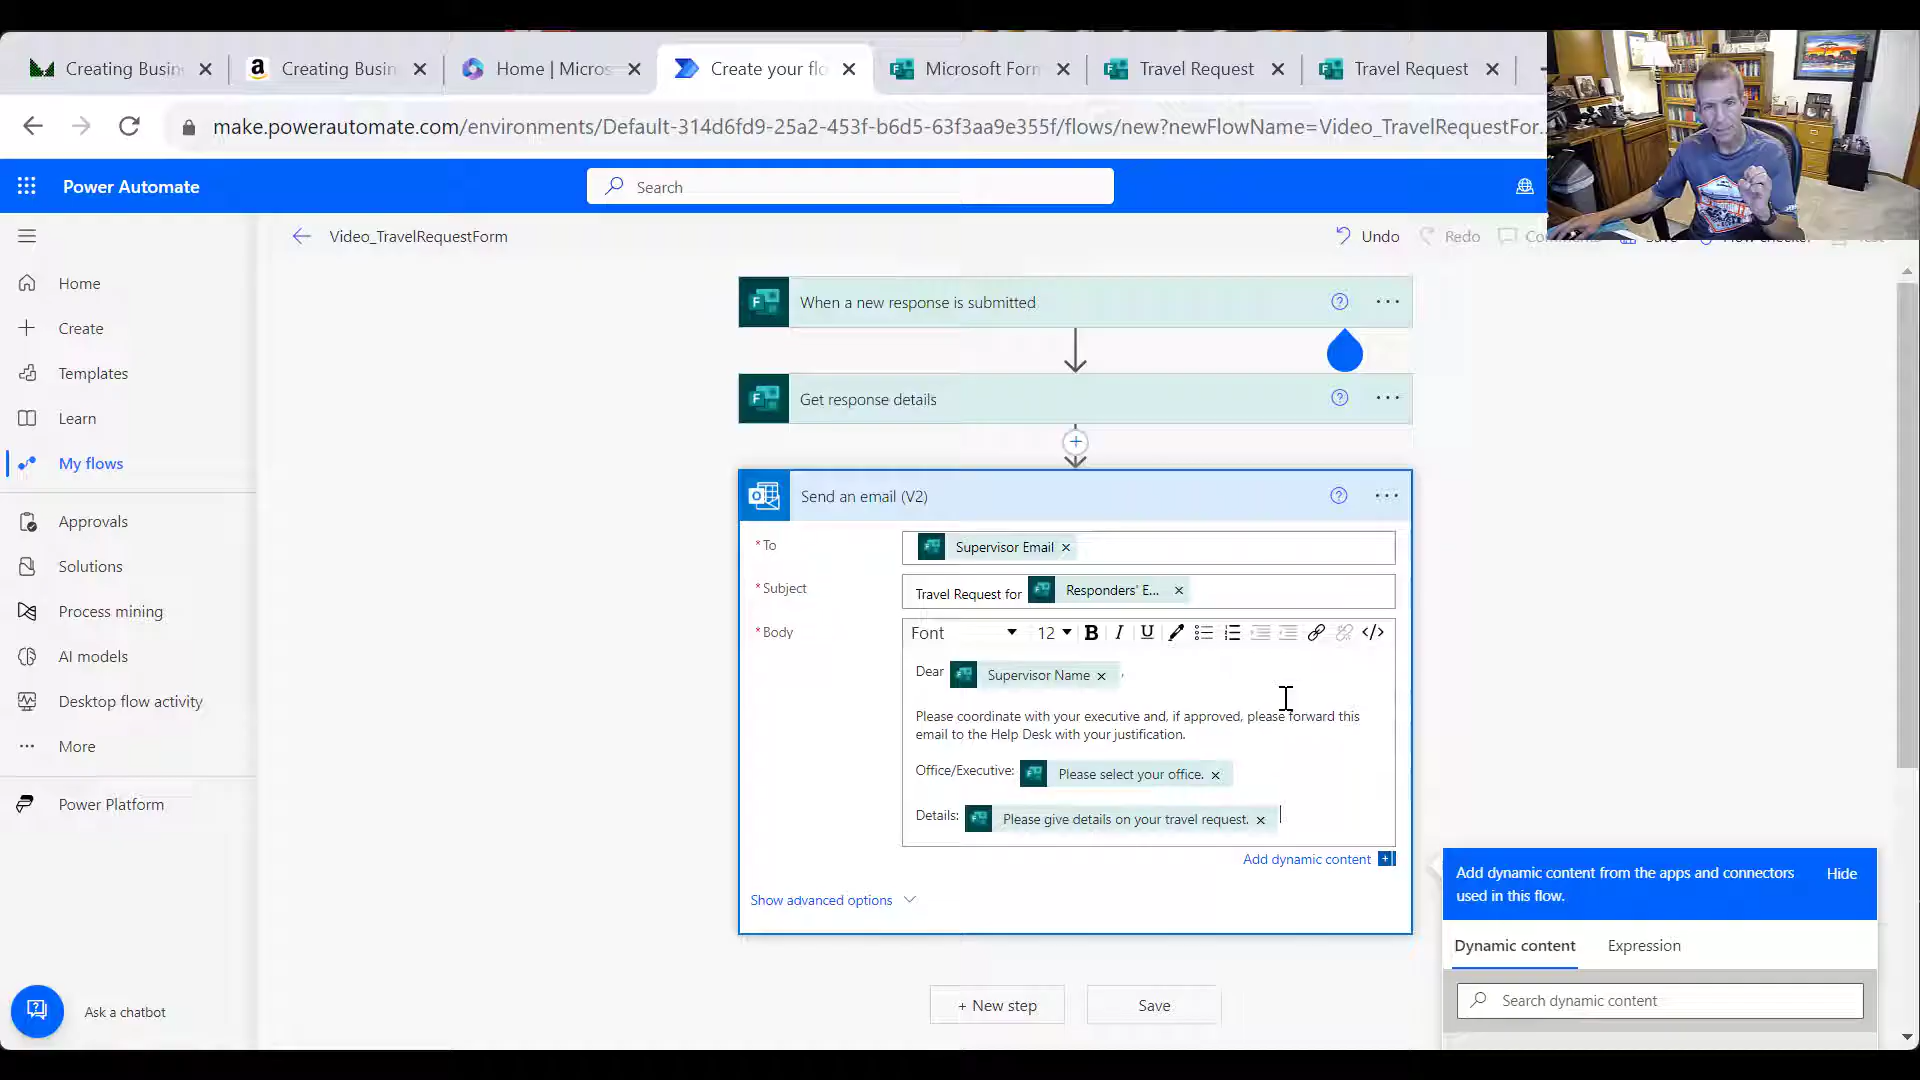 Creating Busin
Creating Busin
Home | Micros
Create your flo
Microsoft Forn
Travel Request
Travel Request
make.powerautomate.com/environments/Default-314d6fd9-25a2-453f-b6d5-63f3aa9e355f/flows/new?newFlowName=Video_TravelRequestFor...
Power Automate
Search
Video_TravelRequestForm
Undo
Redo
Home
Create
Templates
Learn
My flows
Approvals
Solutions
Process mining
AI models
Desktop flow activity
More
Power Platform
Ask a chatbot
When a new response is submitted
Get response details
Send an email (V2)
* To
Supervisor Email ×
* Subject
Travel Request for Responders' E... ×
* Body
Font 12 B I U </>
Dear Supervisor Name × ,
Please coordinate with your executive and, if approved, please forward this
email to the Help Desk with your justification.
Office/Executive: Please select your office. ×
Details: Please give details on your travel request. ×
Add dynamic content
Show advanced options
+ New step
Save
Add dynamic content from the apps and connectors
used in this flow.
Hide
Dynamic content
Expression
Search dynamic content